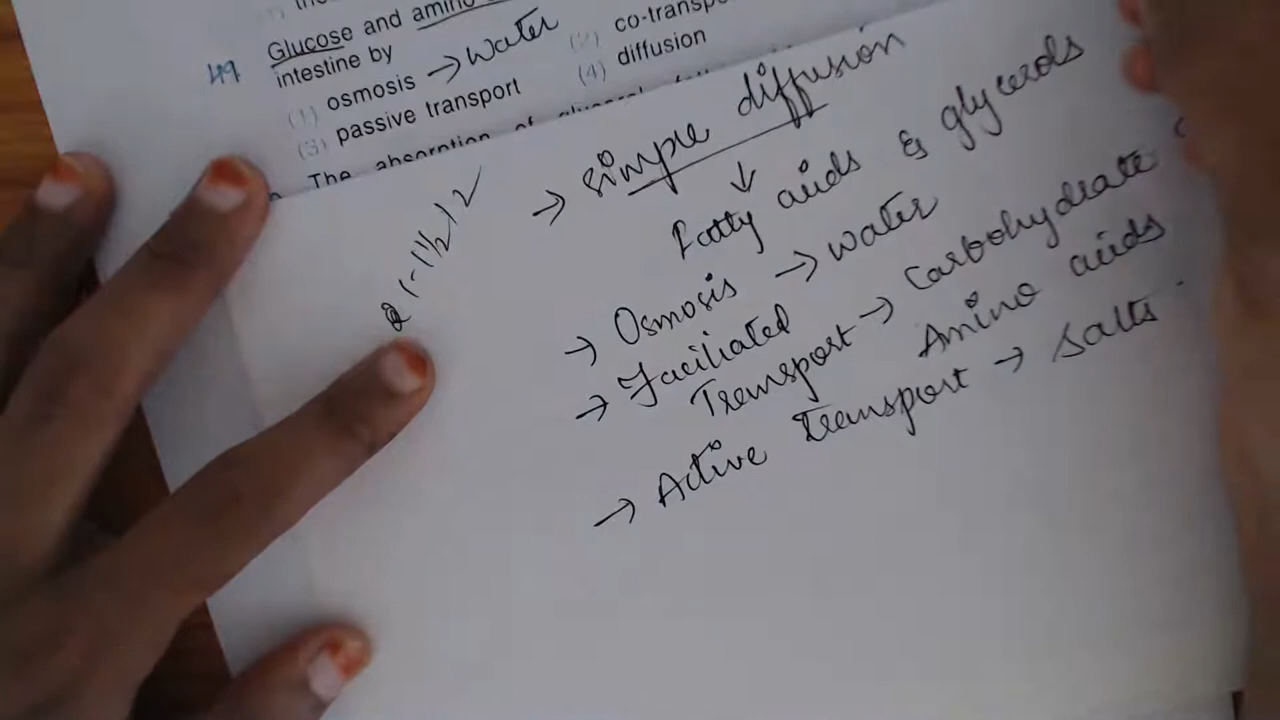 49 Glucose and amino
intestine by
(1) osmosis → water
(2) co-transpo
(3) passive transport
(4) diffusion
The absorption of
→ simple diffusion
↓
Fatty acids & glycerols
→ Osmosis → water
→ Faciliated
Transport → Carbohydrate
Amino acids
→ Active transport → salts